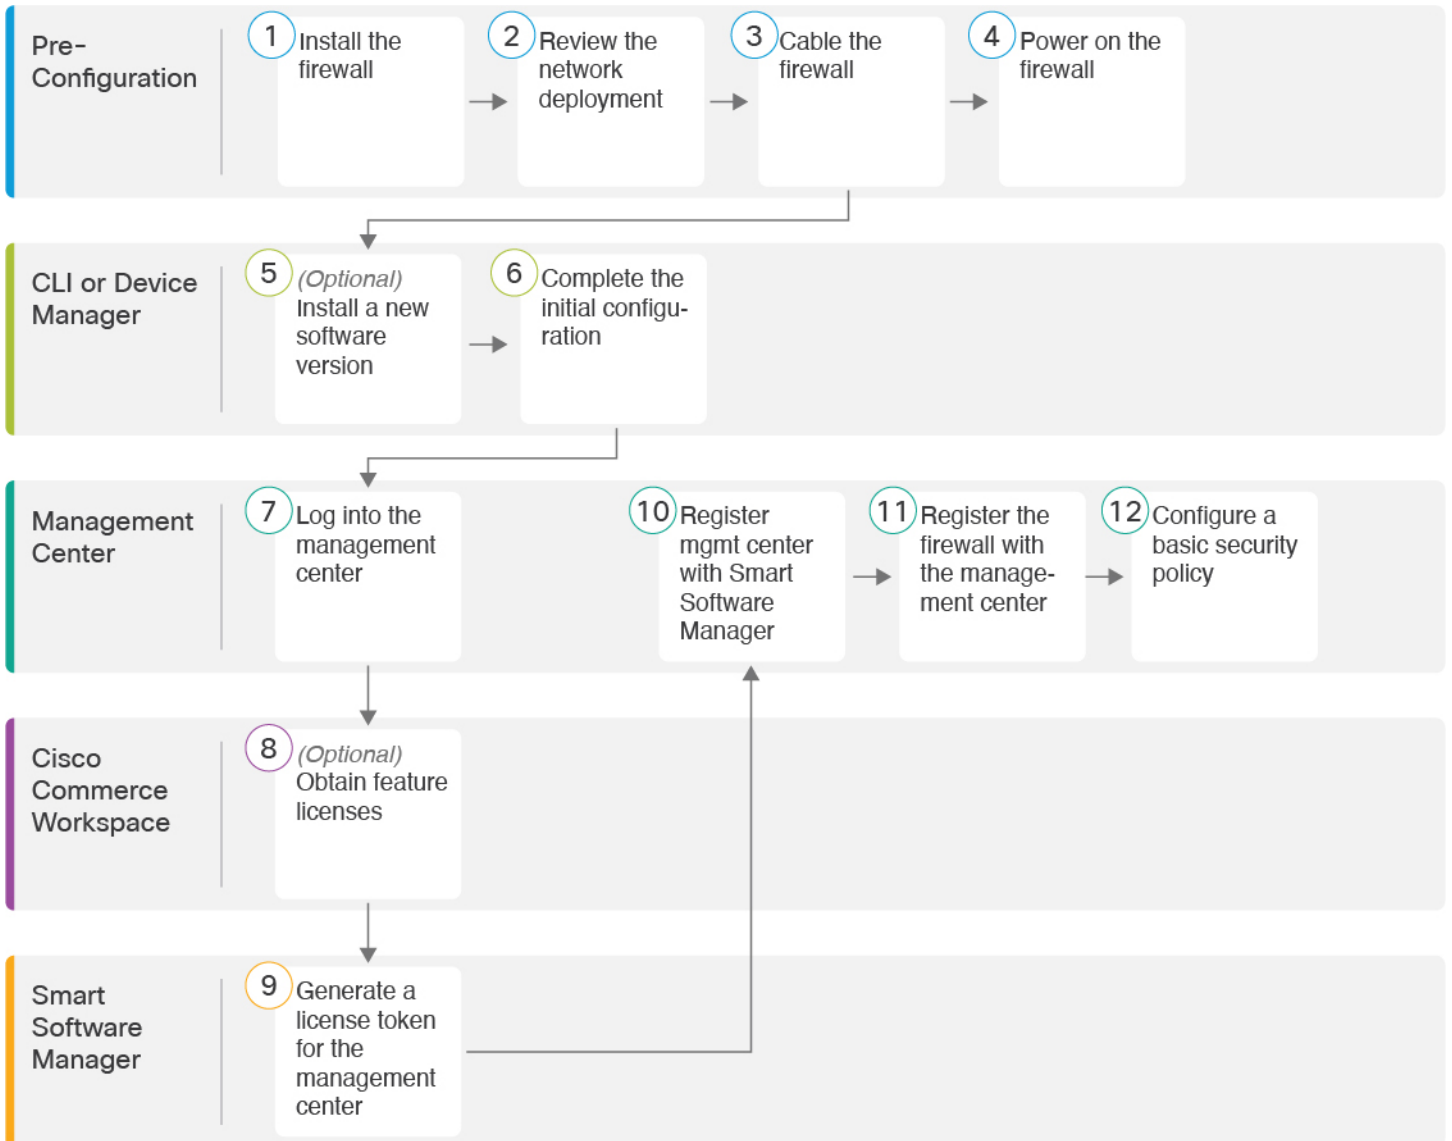 Pre-
Configuration
1
Install the
firewall
2
Review the
network
deployment
3
Cable the
firewall
4
Power on the
firewall
CLI or Device
Manager
5
(Optional)
Install a new
software
version
6
Complete the
initial configu-
ration
Management
Center
7
Log into the
management
center
10
Register
mgmt center
with Smart
Software
Manager
11
Register the
firewall with
the manage-
ment center
12
Configure a
basic security
policy
Cisco
Commerce
Workspace
8
(Optional)
Obtain feature
licenses
Smart
Software
Manager
9
Generate a
license token
for the
management
center